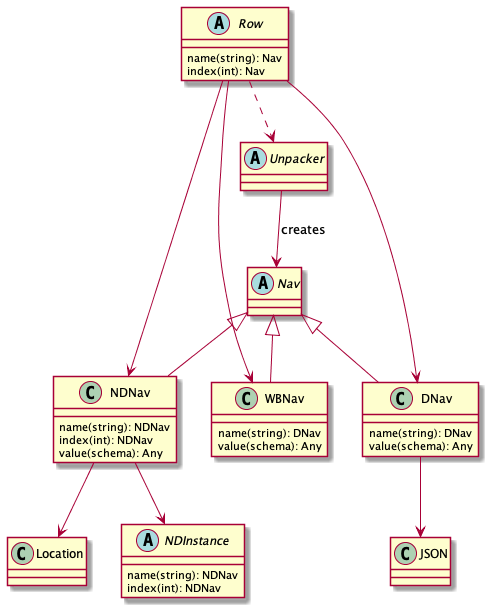 A Row
name(string): Nav
index(int): Nav
A Unpacker
creates
A Nav
C NDNav
name(string): NDNav
index(int): NDNav
value(schema): Any
C WBNav
name(string): DNav
value(schema): Any
C DNav
name(string): DNav
value(schema): Any
C Location
A NDInstance
name(string): NDNav
index(int): NDNav
C JSON